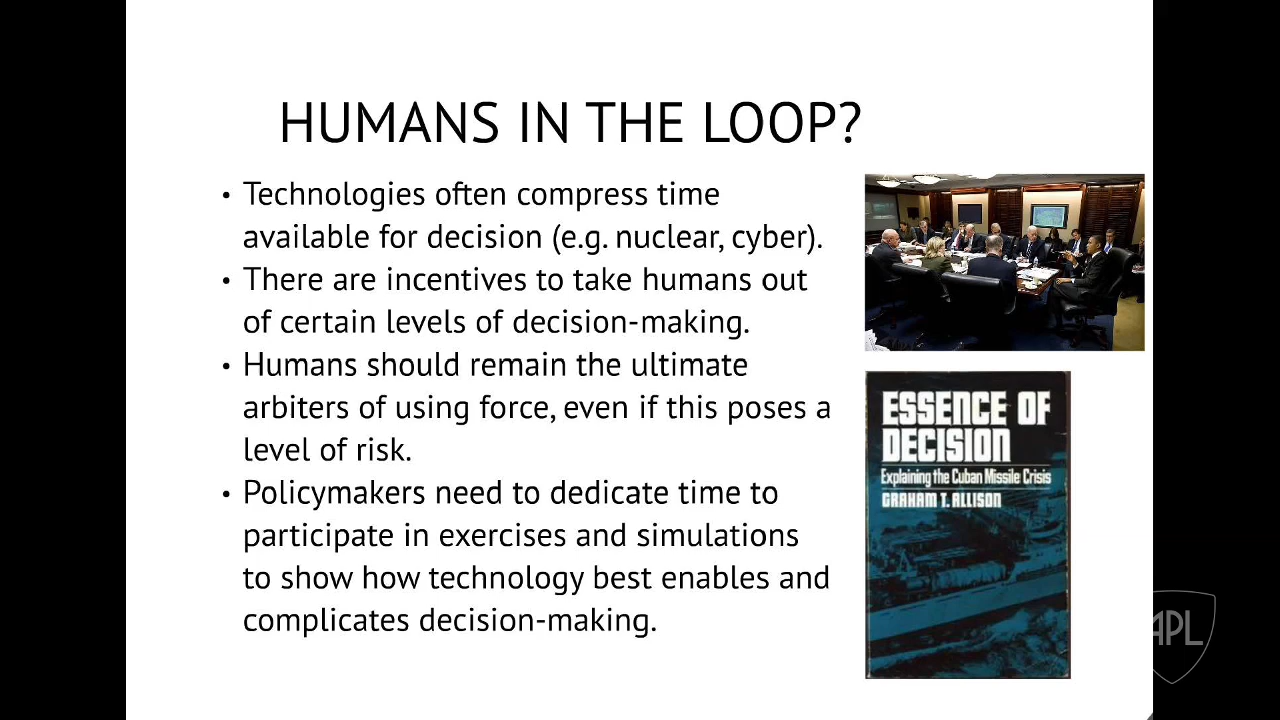 HUMANS IN THE LOOP?
• Technologies often compress time
available for decision (e.g. nuclear, cyber).
• There are incentives to take humans out
of certain levels of decision-making.
• Humans should remain the ultimate
arbiters of using force, even if this poses a
level of risk.
• Policymakers need to dedicate time to
participate in exercises and simulations
to show how technology best enables and
complicates decision-making.
ESSENCE OF
DECISION
Explaining the Cuban Missile Crisis
GRAHAM T. ALLISON
APL